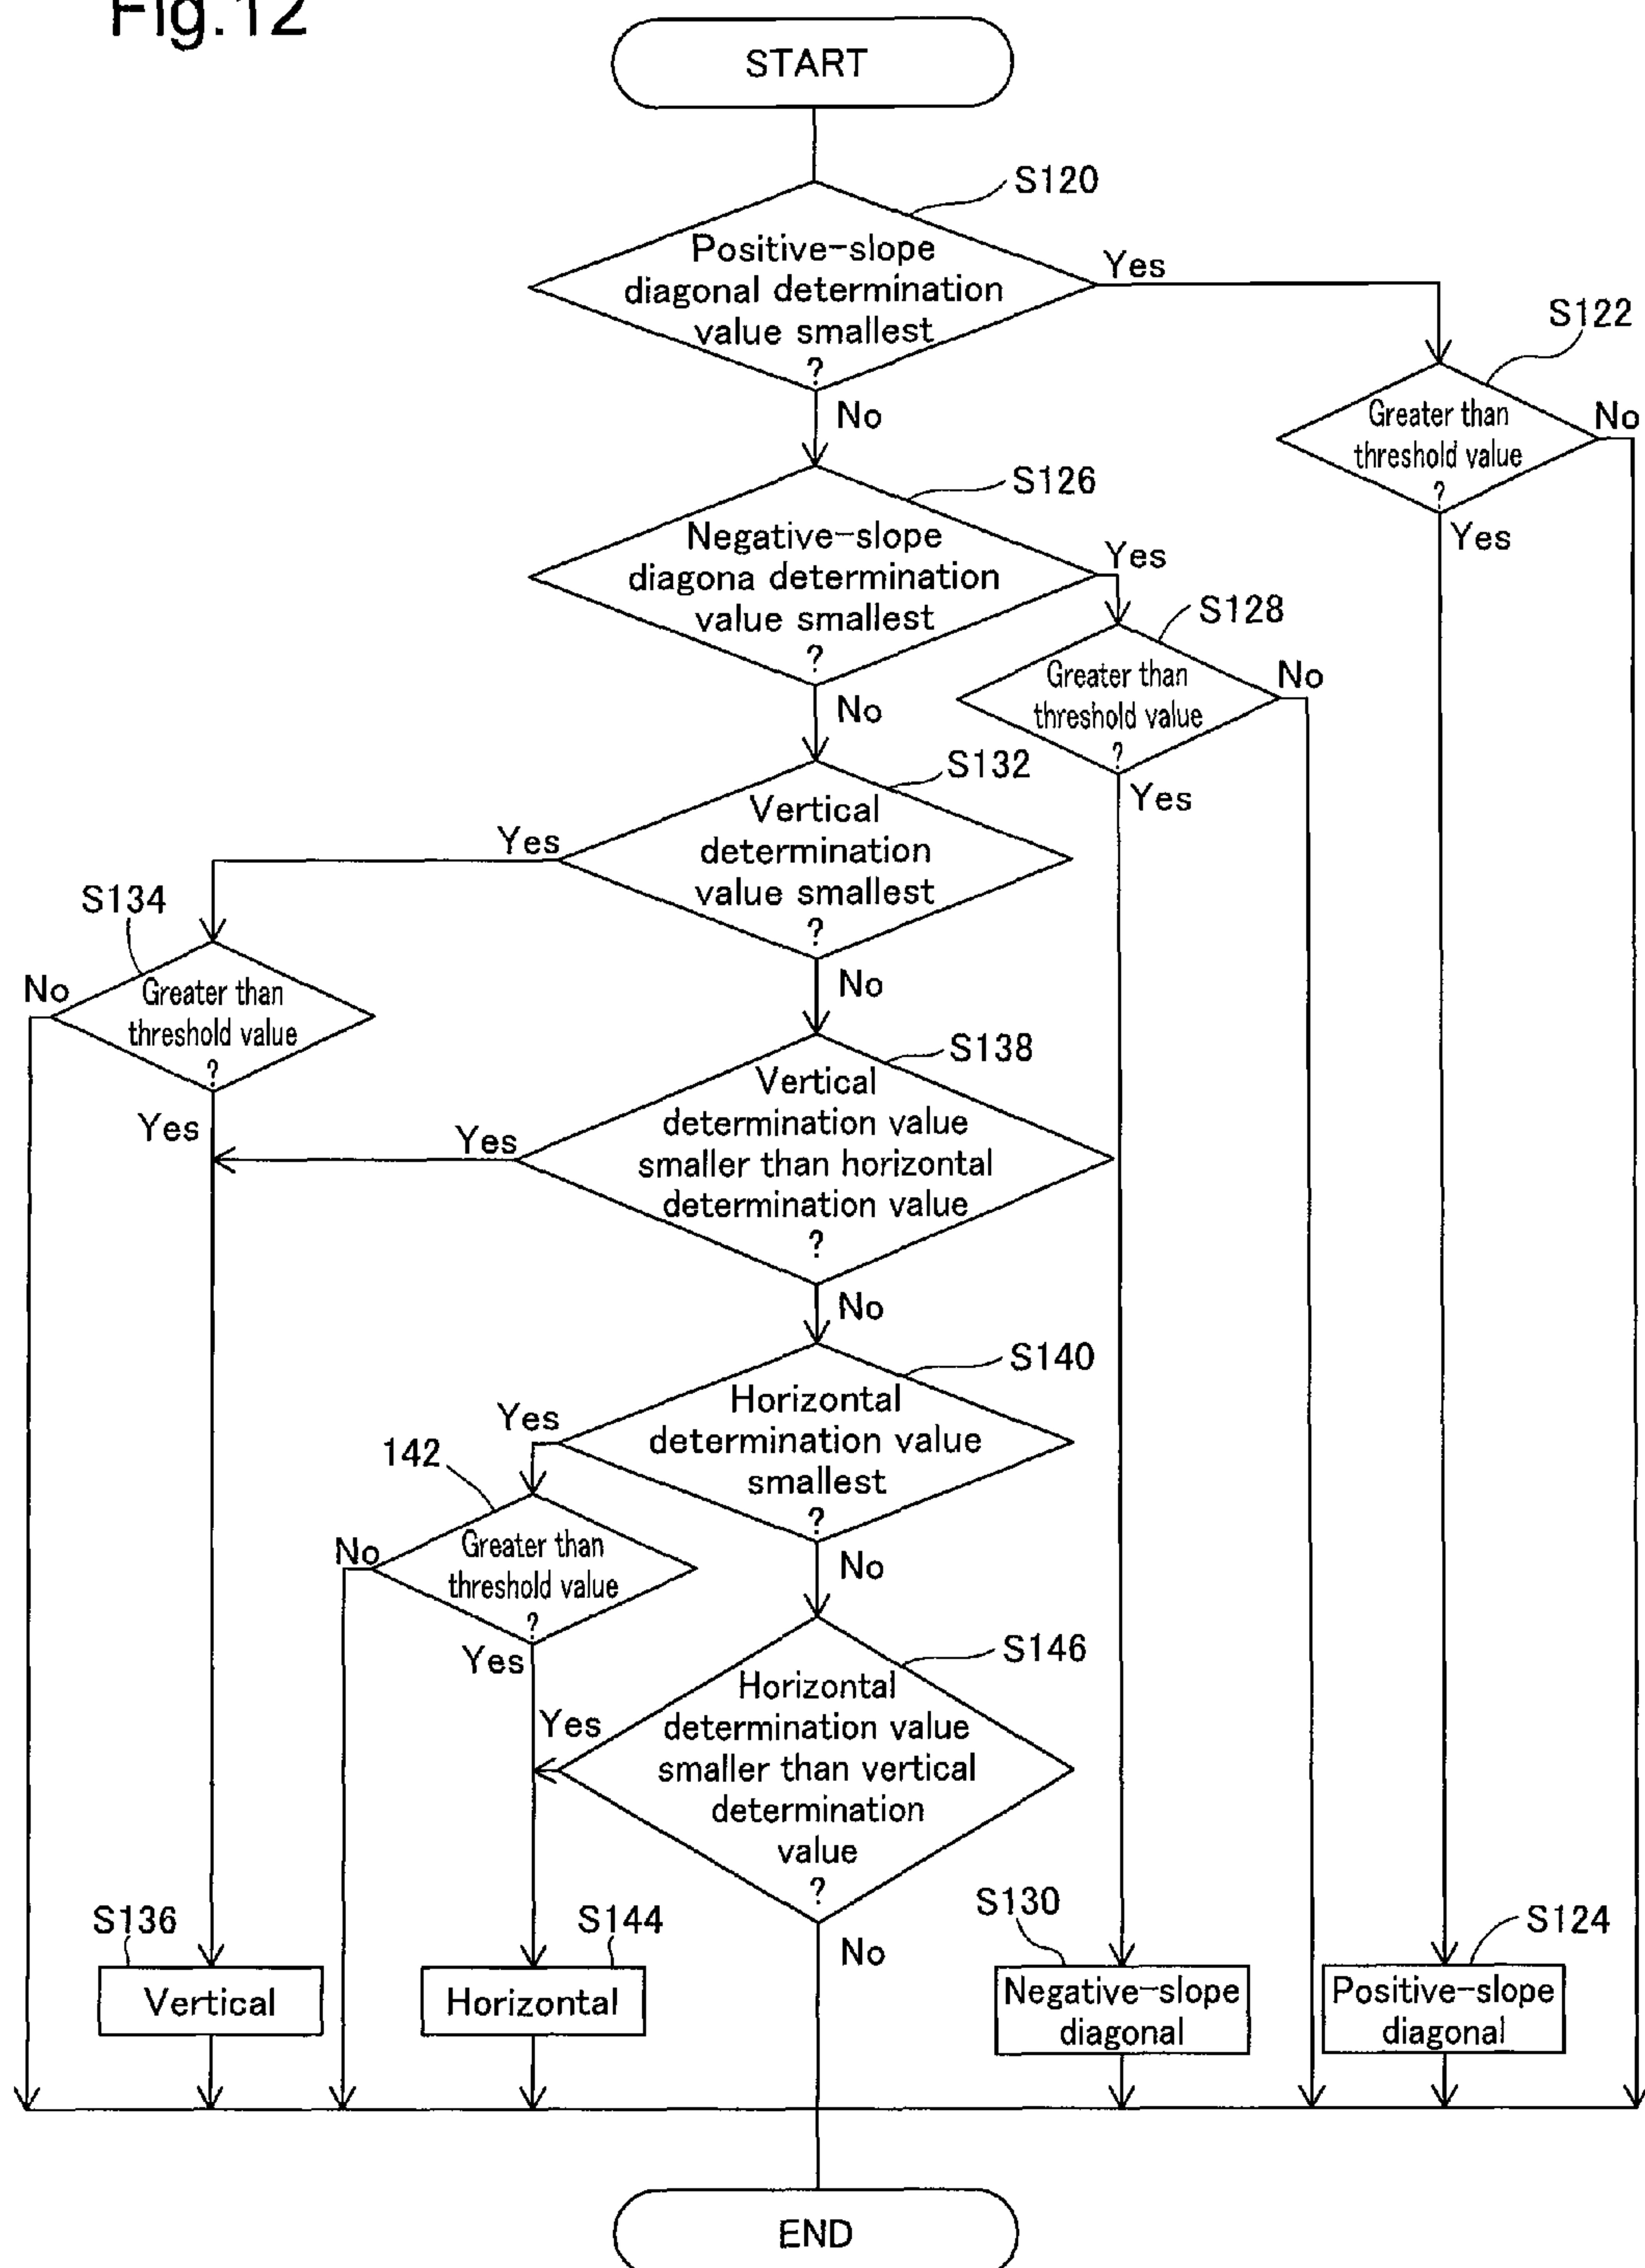 Fig.12
START
S120
Positive-slope
diagonal determination
value smallest
?
Yes
No
S122
Greater than
threshold value
?
No
Yes
S126
Negative-slope
diagona determination
value smallest
?
Yes
No
S128
Greater than
threshold value
?
No
Yes
S132
Vertical
determination
value smallest
?
Yes
No
S134
Greater than
threshold value
?
No
Yes
S138
Vertical
determination value
smaller than horizontal
determination value
?
Yes
No
S140
Horizontal
determination value
smallest
?
Yes
No
142
Greater than
threshold value
?
No
Yes
S146
Horizontal
determination value
smaller than vertical
determination
value
?
Yes
No
S136
Vertical
S144
Horizontal
S130
Negative-slope
diagonal
S124
Positive-slope
diagonal
END